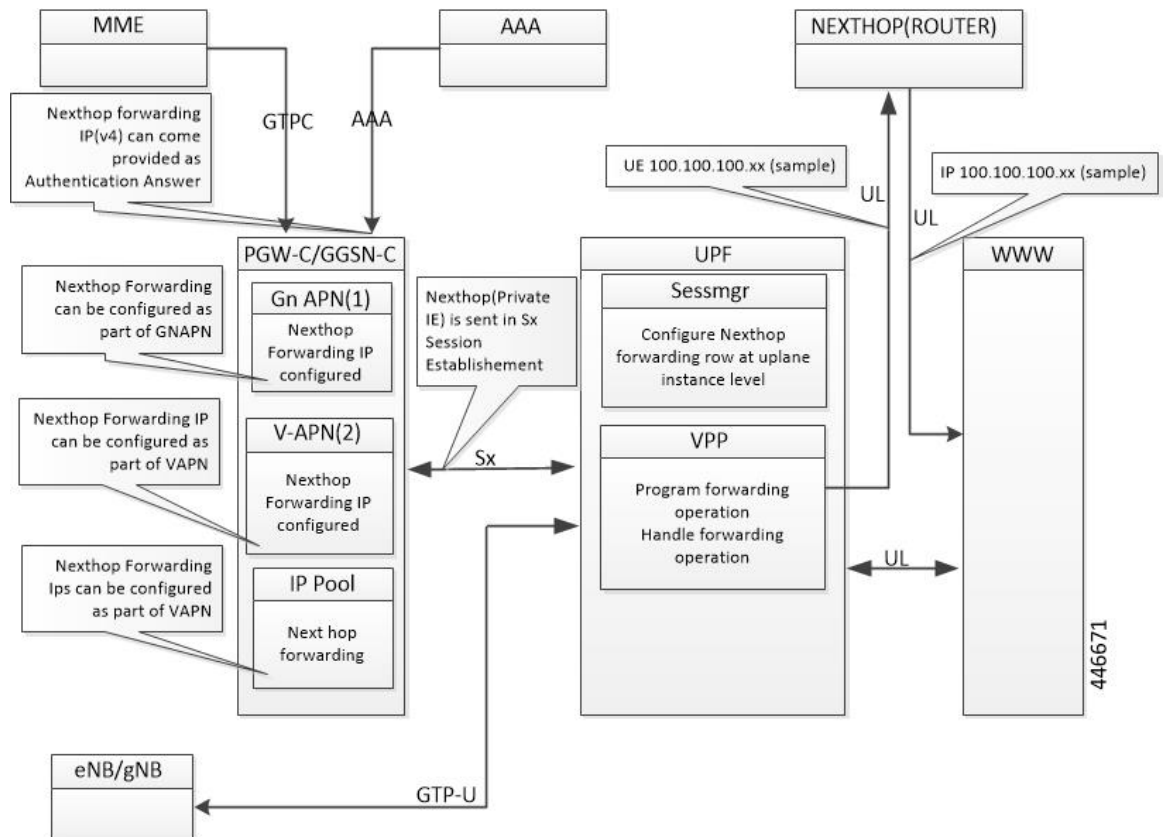 MME
AAA
NEXTHOP(ROUTER)
Nexthop forwarding
IP(v4) can come
provided as
Authentication Answer
GTPC
AAA
UE 100.100.100.xx (sample)
IP 100.100.100.xx (sample)
UL
UL
PGW-C/GGSN-C
UPF
WWW
Nexthop Forwarding
can be configured as
part of GNAPN
Gn APN(1)
Nexthop
Forwarding IP
configured
Nexthop(Private
IE) is sent in Sx
Session
Establishement
Sessmgr
Configure Nexthop
forwarding row at uplane
instance level
Nexthop Forwarding IP
can be configured as
part of VAPN
V-APN(2)
Nexthop
Forwarding IP
configured
Sx
VPP
Program forwarding
operation
Handle forwarding
operation
UL
Nexthop Forwarding
Ips can be configured
as part of VAPN
IP Pool
Next hop
forwarding
446671
eNB/gNB
GTP-U